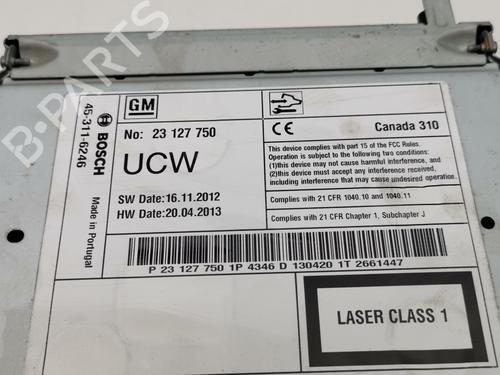 B-PARTS
BOSCH
45-311-6246
Made in Portugal
GM
No: 23 127 750
UCW
SW Date:16.11.2012
HW Date:20.04.2013
CE
Canada 310
This device complies with part 15 of the FCC Rules.
Operation is subject to the following two conditions:
(1)this device may not cause harmful interference, and
(2)this device must accept any interference received,
including interference that may cause undesired operation
Complies with 21 CFR 1040.10 and 1040.11
Complies with 21 CFR Chapter 1, Subchapter J
P 23 127 750 1P 4346 D 130420 1T 2661447
LASER CLASS 1